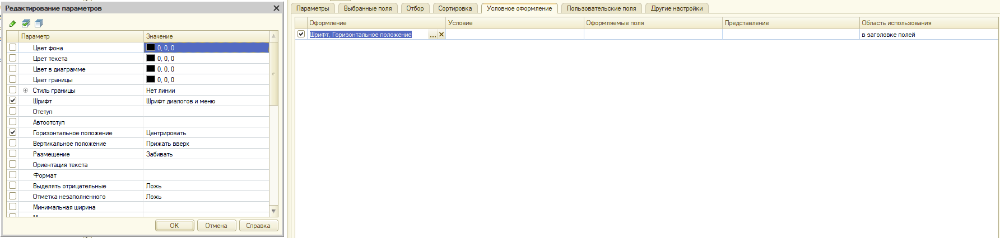 Редактирование параметров
Параметр Значение
Цвет фона 0, 0, 0
Цвет текста 0, 0, 0
Цвет в диаграмме 0, 0, 0
Цвет границы 0, 0, 0
Стиль границы Нет линии
Шрифт Шрифт диалогов и меню
Отступ
Автоотступ
Горизонтальное положение Центрировать
Вертикальное положение Прижать вверх
Размещение Забивать
Ориентация текста
Формат
Выделять отрицательные Ложь
Отметка незаполненного Ложь
Минимальная ширина
OK Отмена Справка
Параметры Выбранные поля Отбор Сортировка Условное оформление Пользовательские поля Другие настройки
Оформление Условие Оформляемые поля Представление Область использования
Шрифт, Горизонтальное положение ... в заголовке полей